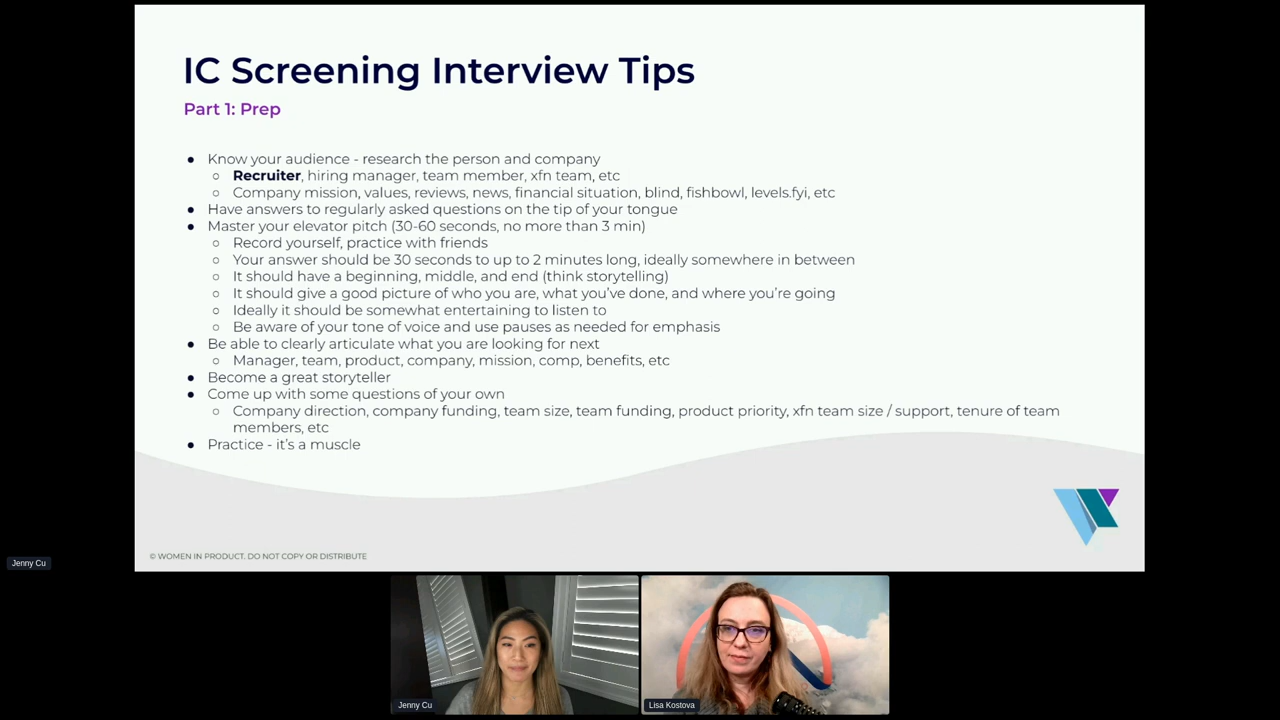 IC Screening Interview Tips
Part 1: Prep
● Know your audience - research the person and company
○ Recruiter, hiring manager, team member, xfn team, etc
○ Company mission, values, reviews, news, financial situation, blind, fishbowl, levels.fyi, etc
● Have answers to regularly asked questions on the tip of your tongue
● Master your elevator pitch (30-60 seconds, no more than 3 min)
○ Record yourself, practice with friends
○ Your answer should be 30 seconds to up to 2 minutes long, ideally somewhere in between
○ It should have a beginning, middle, and end (think storytelling)
○ It should give a good picture of who you are, what you've done, and where you're going
○ Ideally it should be somewhat entertaining to listen to
○ Be aware of your tone of voice and use pauses as needed for emphasis
● Be able to clearly articulate what you are looking for next
○ Manager, team, product, company, mission, comp, benefits, etc
● Become a great storyteller
● Come up with some questions of your own
○ Company direction, company funding, team size, team funding, product priority, xfn team size / support, tenure of team
members, etc
● Practice - it's a muscle
© WOMEN IN PRODUCT. DO NOT COPY OR DISTRIBUTE
Jenny Cu
Jenny Cu
Lisa Kostova